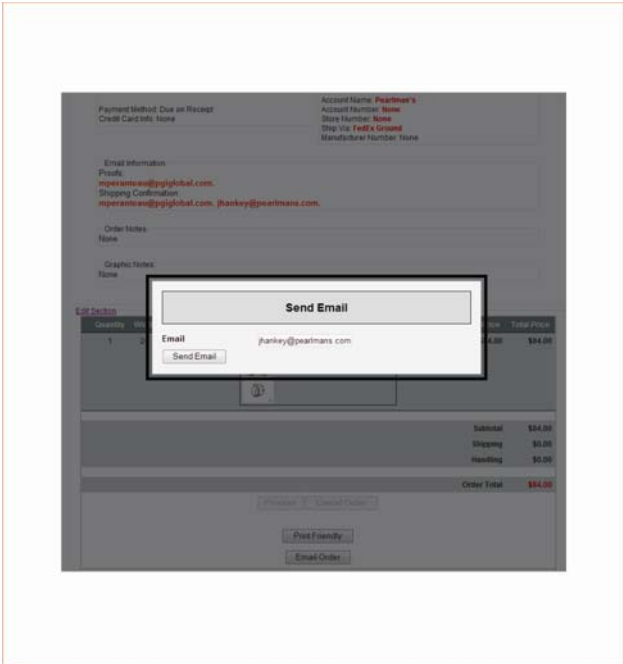 Account Name: Pearlman's
Payment Method: Due on Receipt
Account Number: None
Credit Card Info: None
Store Number: None
Ship Via: FedEx Ground
Manufacturer Number: None
Email Information
Proofs:
mperanteau@pgiglobal.com,
Shipping Confirmation:
mperanteau@pgiglobal.com, jhankey@pearlmans.com,
Order Notes:
None
Graphic Notes:
None
Send Email
Edit Section
Quantity Total Price
Email jhankey@pearlmans.com
1 $84.00
Send Email
Subtotal $84.00
Shipping $0.00
Handling $0.00
Order Total $84.00
Cancel Order
Print Friendly
Email Order